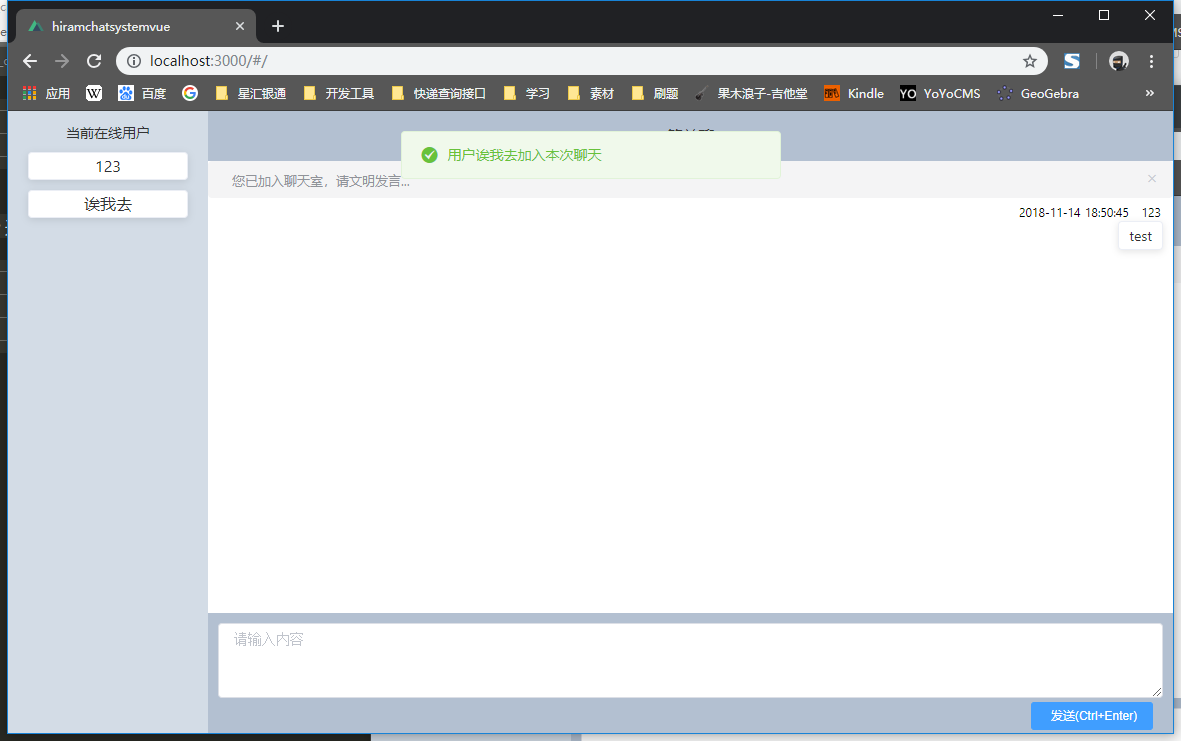 hiramchatsystemvue
localhost:3000/#/
应用
W
百度
G
星汇银通
开发工具
快递查询接口
学习
素材
刷题
果木浪子-吉他堂
Kindle
YO YoYoCMS
GeoGebra
»
当前在线用户
123
诶我去
用户诶我去加入本次聊天
您已加入聊天室，请文明发言...
2018-11-14 18:50:45 123
test
请输入内容
发送(Ctrl+Enter)